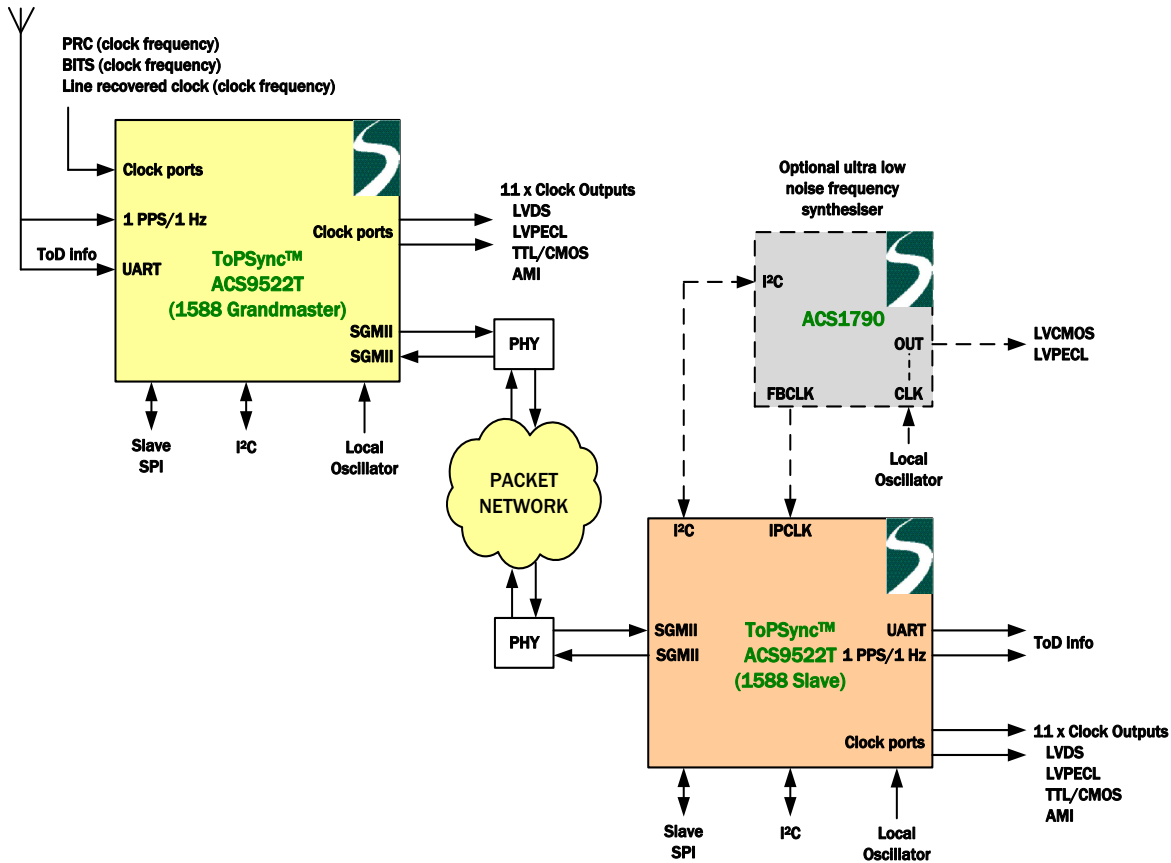 PRC (clock frequency)
BITS (clock frequency)
Line recovered clock (clock frequency)
Clock ports
1 PPS/1 Hz
ToD Info
UART
Clock ports
ToPSync™
ACS9522T
(1588 Grandmaster)
SGMII
SGMII
11 x Clock Outputs
LVDS
LVPECL
TTL/CMOS
AMI
PHY
Slave
SPI
I²C
Local
Oscillator
PACKET
NETWORK
PHY
Optional ultra low
noise frequency
synthesiser
I²C
ACS1790
OUT
FBCLK
CLK
LVCMOS
LVPECL
Local
Oscillator
I²C
IPCLK
SGMII
SGMII
ToPSync™
ACS9522T
(1588 Slave)
UART
1 PPS/1 Hz
ToD Info
Clock ports
11 x Clock Outputs
LVDS
LVPECL
TTL/CMOS
AMI
Slave
SPI
I²C
Local
Oscillator